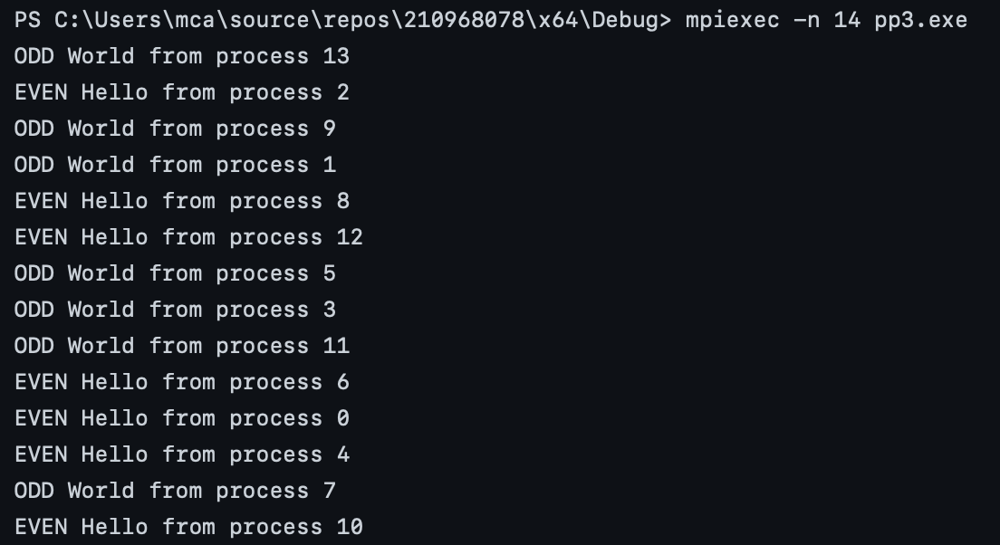 PS C:\Users\mca\source\repos\210968078\x64\Debug> mpiexec -n 14 pp3.exe
ODD World from process 13
EVEN Hello from process 2
ODD World from process 9
ODD World from process 1
EVEN Hello from process 8
EVEN Hello from process 12
ODD World from process 5
ODD World from process 3
ODD World from process 11
EVEN Hello from process 6
EVEN Hello from process 0
EVEN Hello from process 4
ODD World from process 7
EVEN Hello from process 10